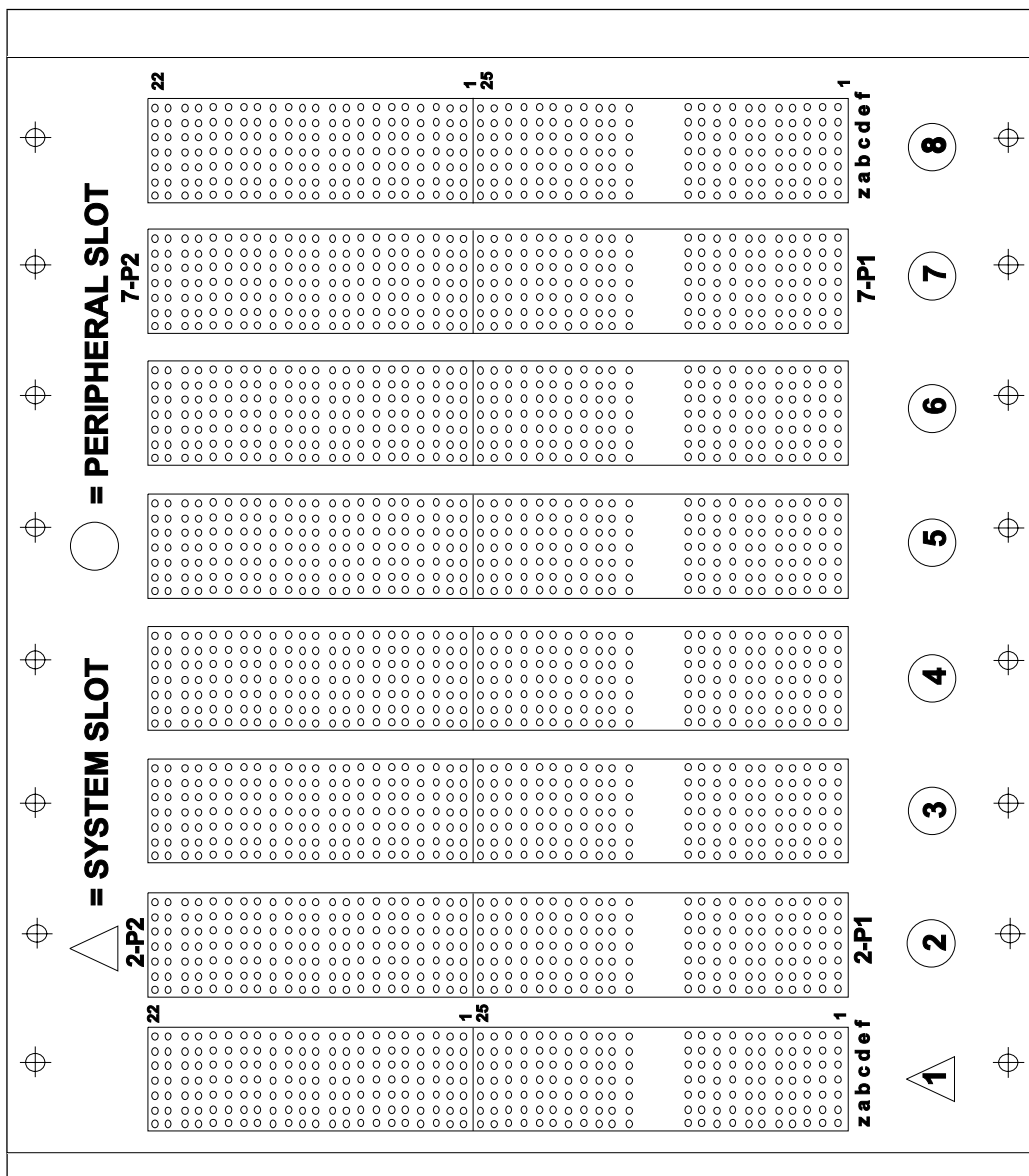 = SYSTEM SLOT
= PERIPHERAL SLOT
2-P2
7-P2
22
22
1
1
25
25
1
1
z a b c d e f
2-P1
7-P1
z a b c d e f
1 2 3 4 5 6 7 8